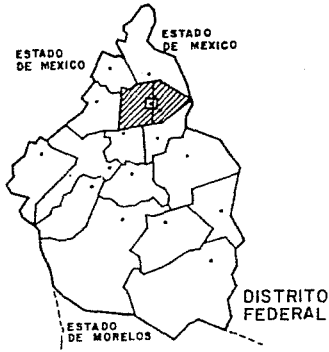 ESTADO
DE MEXICO
ESTADO
DE MEXICO
DISTRITO
FEDERAL
ESTADO
DE MORELOS